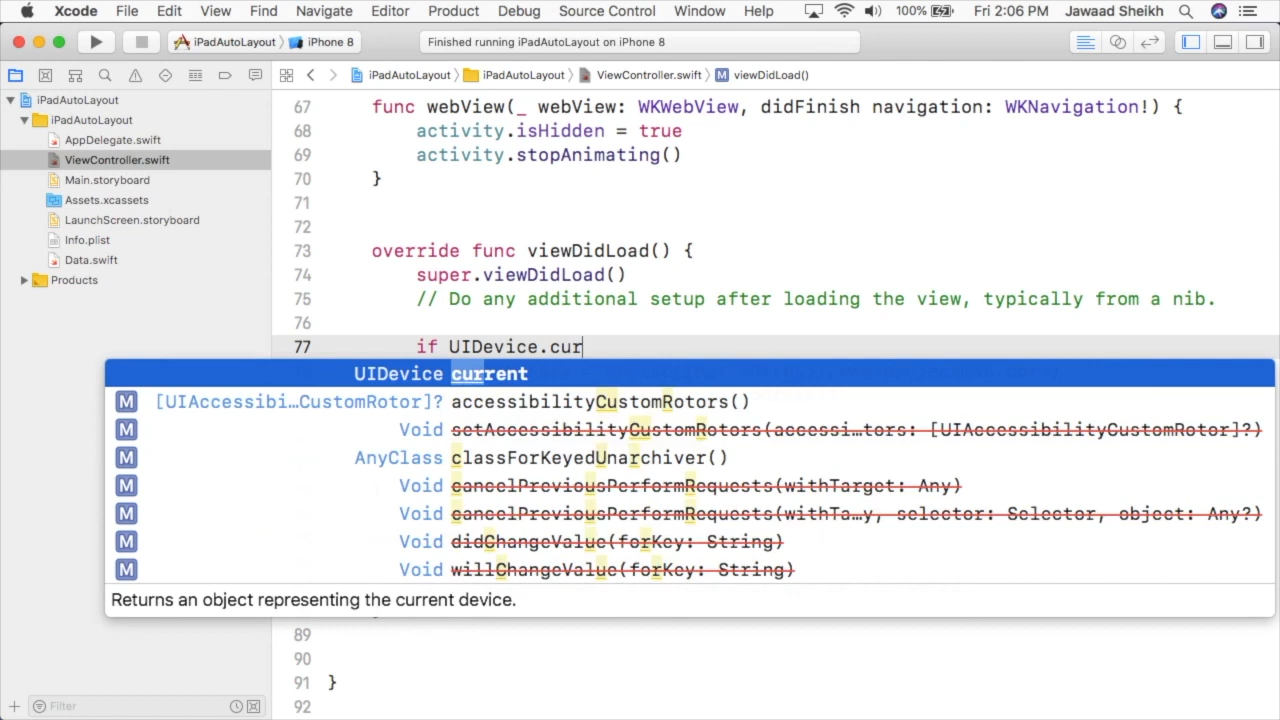 Xcode File Edit View Find Navigate Editor Product Debug Source Control Window Help 100% Fri 2:06 PM Jawaad Sheikh
iPadAutoLayout iPhone 8 Finished running iPadAutoLayout on iPhone 8
iPadAutoLayout iPadAutoLayout ViewController.swift M viewDidLoad()
iPadAutoLayout
iPadAutoLayout
AppDelegate.swift
ViewController.swift
Main.storyboard
Assets.xcassets
LaunchScreen.storyboard
Info.plist
Data.swift
Products
Filter
67 func webView(_ webView: WKWebView, didFinish navigation: WKNavigation!) {
68 activity.isHidden = true
69 activity.stopAnimating()
70 }
71
72
73 override func viewDidLoad() {
74 super.viewDidLoad()
75 // Do any additional setup after loading the view, typically from a nib.
76
77 if UIDevice.cur
UIDevice current
M [UIAccessibi…CustomRotor]? accessibilityCustomRotors()
M Void setAccessibilityCustomRotors(accessi…tors: [UIAccessibilityCustomRotor]?)
M AnyClass classForKeyedUnarchiver()
M Void cancelPreviousPerformRequests(withTarget: Any)
M Void cancelPreviousPerformRequests(withTa…y, selector: Selector, object: Any?)
M Void didChangeValue(forKey: String)
M Void willChangeValue(forKey: String)
Returns an object representing the current device.
89
90
91 }
92